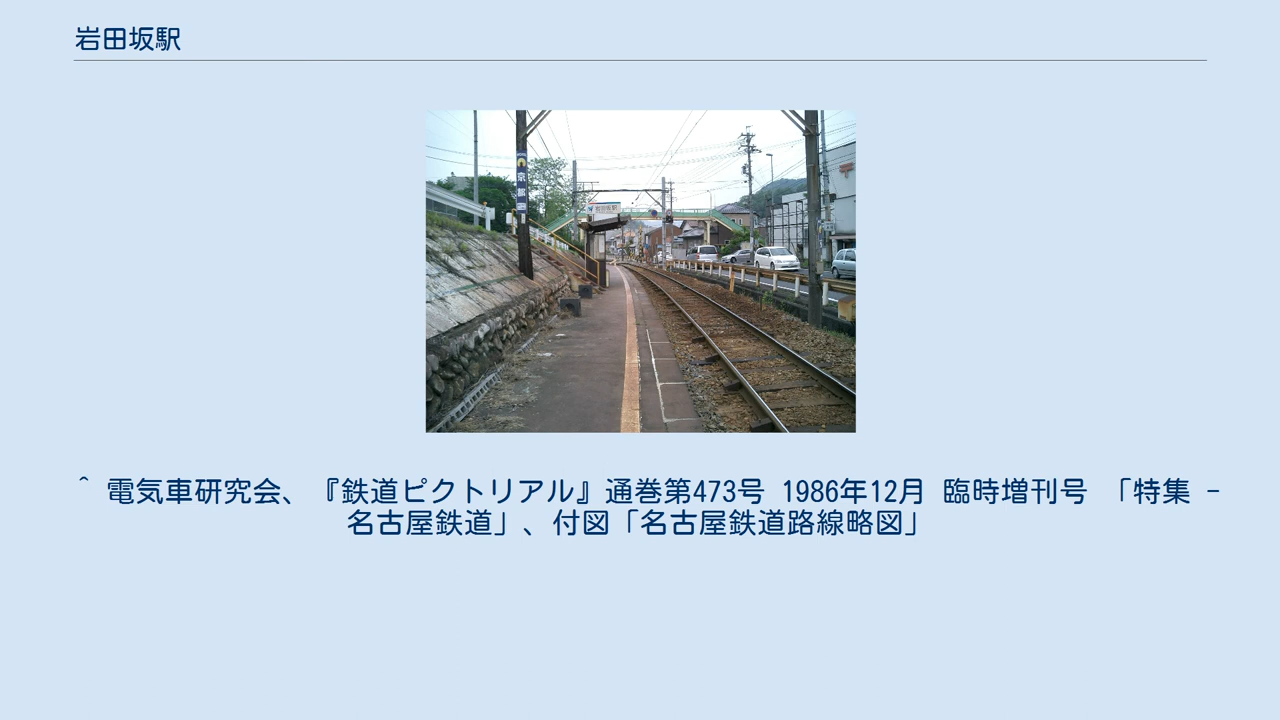 岩田坂駅
京都
^ 電気車研究会、『鉄道ピクトリアル』通巻第473号 1986年12月 臨時増刊号 「特集 -
名古屋鉄道」、付図「名古屋鉄道路線略図」